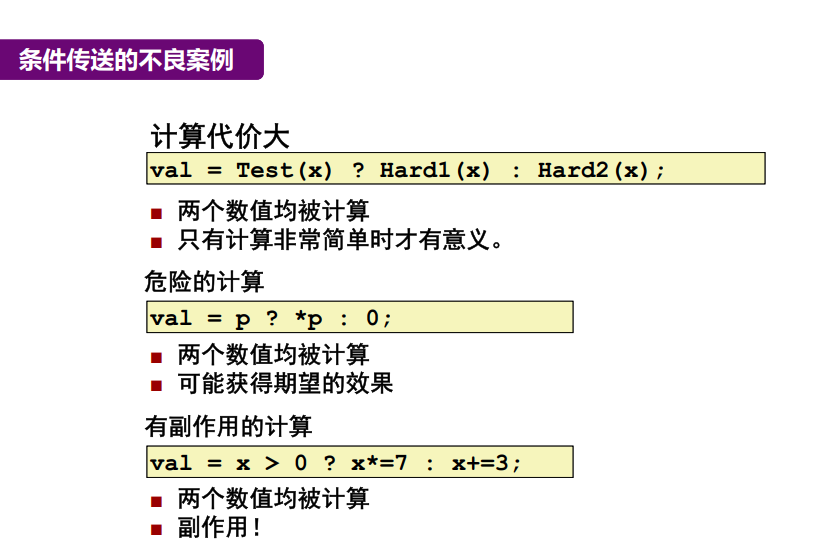 条件传送的不良案例
计算代价大
val = Test(x) ? Hard1(x) : Hard2(x);
■ 两个数值均被计算
■ 只有计算非常简单时才有意义。
危险的计算
val = p ? *p : 0;
■ 两个数值均被计算
■ 可能获得期望的效果
有副作用的计算
val = x > 0 ? x*=7 : x+=3;
■ 两个数值均被计算
■ 副作用！